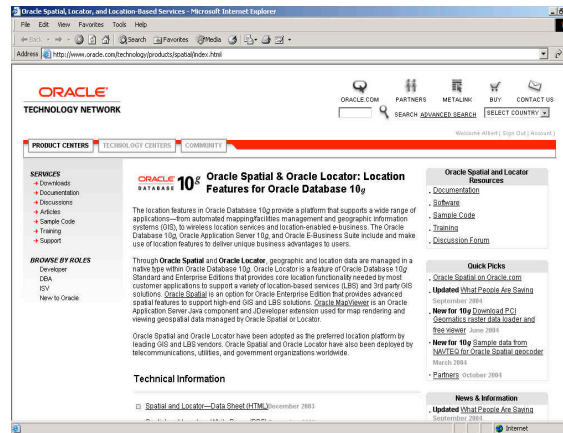 Oracle Spatial, Locator, and Location-Based Services - Microsoft Internet Explorer
File Edit View Favorites Tools Help
Back Search Favorites Media
Address http://www.oracle.com/technology/products/spatial/index.html
ORACLE
TECHNOLOGY NETWORK
ORACLE.COM PARTNERS METALINK BUY CONTACT US
SEARCH ADVANCED SEARCH SELECT COUNTRY
Welcome Albert | Sign Out | Account |
PRODUCT CENTERS TECHNOLOGY CENTERS COMMUNITY
SERVICES
Downloads
Documentation
Discussions
Articles
Sample Code
Training
Support
BROWSE BY ROLES
Developer
DBA
ISV
New to Oracle
ORACLE 10g
DATABASE
Oracle Spatial & Oracle Locator: Location
Features for Oracle Database 10g
The location features in Oracle Database 10g provide a platform that supports a wide range of
applications—from automated mapping/facilities management and geographic information
systems (GIS), to wireless location services and location-enabled e-business. The Oracle
Database 10g, Oracle Application Server 10g, and Oracle E-Business Suite include and make
use of location features to deliver unique business advantages to users.
Through Oracle Spatial and Oracle Locator, geographic and location data are managed in a
native type within Oracle Database 10g. Oracle Locator is a feature of Oracle Database 10g
Standard and Enterprise Editions that provides core location functionality needed by most
customer applications to support a variety of location-based services (LBS) and 3rd party GIS
solutions. Oracle Spatial is an option for Oracle Enterprise Edition that provides advanced
spatial features to support high-end GIS and LBS solutions. Oracle MapViewer is an Oracle
Application Server Java component and JDeveloper extension used for map rendering and
viewing geospatial data managed by Oracle Spatial or Locator.
Oracle Spatial and Oracle Locator have been adopted as the preferred location platform by
leading GIS and LBS vendors. Oracle Spatial and Oracle Locator have also been deployed by
telecommunications, utilities, and government organizations worldwide.
Technical Information
Spatial and Locator—Data Sheet (HTML) December 2003
Oracle Spatial and Locator
Resources
Documentation
Software
Sample Code
Training
Discussion Forum
Quick Picks
Oracle Spatial on Oracle.com
Updated What People Are Saying
September 2004
New for 10g Download PCI
Geomatics raster data loader and
free viewer June 2004
New for 10g Sample data from
NAVTEQ for Oracle Spatial geocoder
March 2004
Partners October 2004
News & Information
Updated What People Are Saying
September 2004
Internet